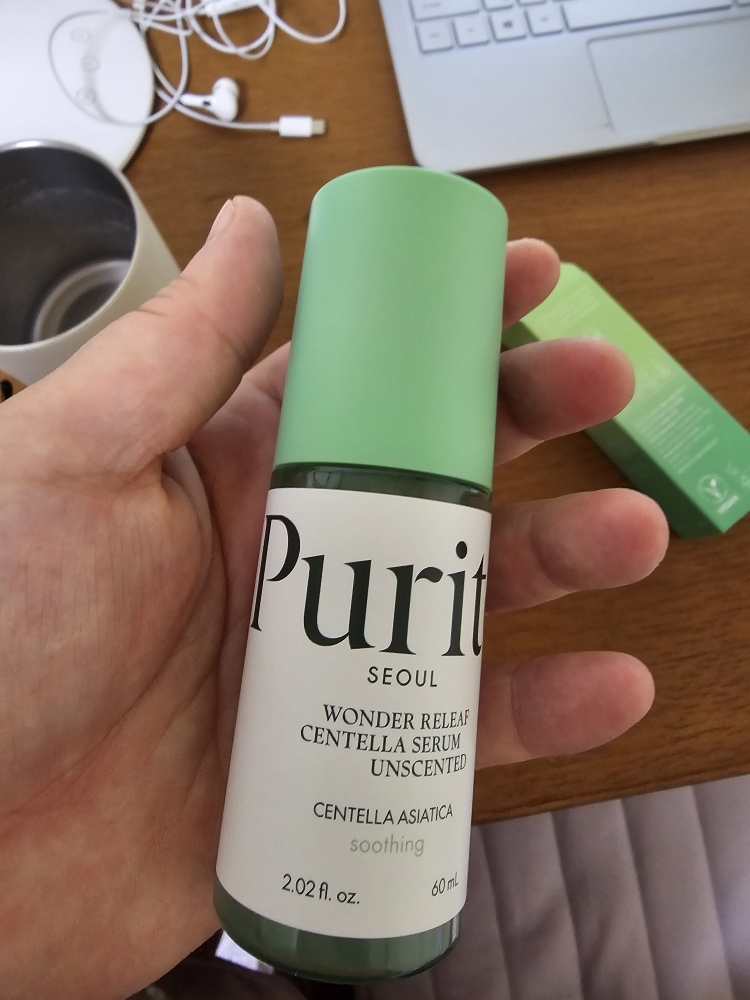 Purit
SEOUL
WONDER RELEAF
CENTELLA SERUM
UNSCENTED
CENTELLA ASIATICA
soothing
2.02 fl. oz. 60 mL